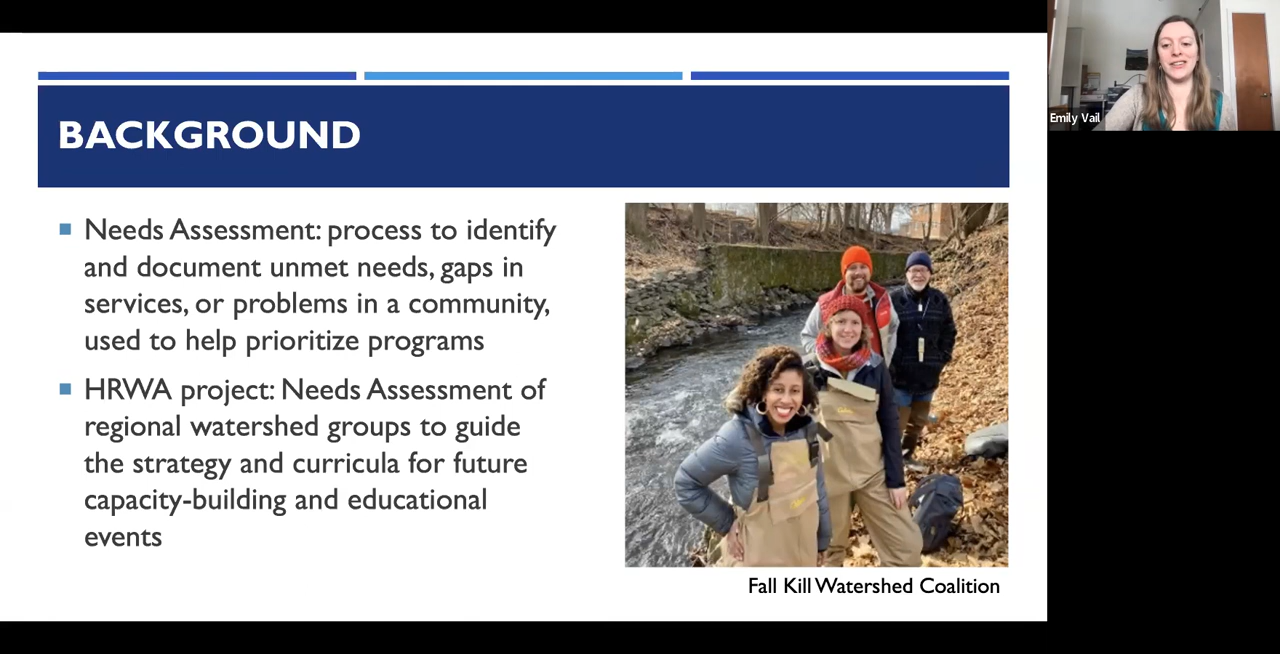 BACKGROUND
Needs Assessment: process to identify
and document unmet needs, gaps in
services, or problems in a community,
used to help prioritize programs
HRWA project: Needs Assessment of
regional watershed groups to guide
the strategy and curricula for future
capacity-building and educational
events
Fall Kill Watershed Coalition
Emily Vail